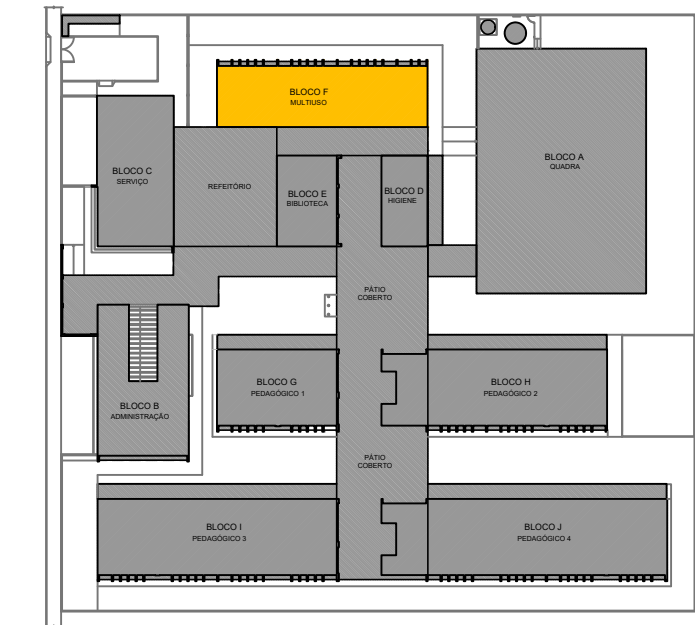 BLOCO F
MULTIUSO
BLOCO A
QUADRA
BLOCO C
SERVIÇO
REFEITÓRIO
BLOCO E
BIBLIOTECA
BLOCO D
HIGIENE
PÁTIO
COBERTO
BLOCO G
PEDAGÓGICO 1
BLOCO H
PEDAGÓGICO 2
BLOCO B
ADMINISTRAÇÃO
PÁTIO
COBERTO
BLOCO I
PEDAGÓGICO 3
BLOCO J
PEDAGÓGICO 4